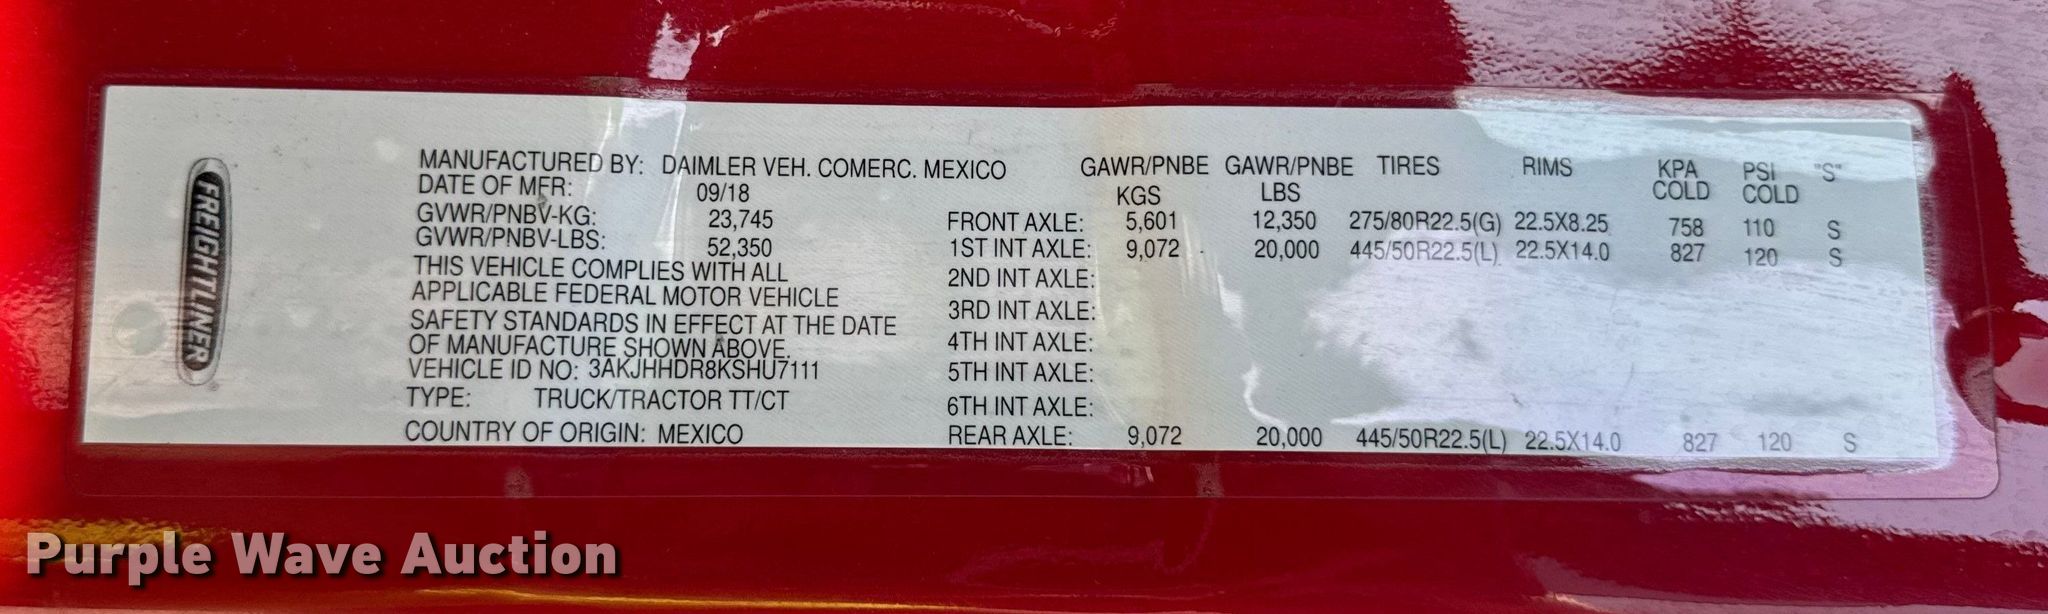 FREIGHTLINER
MANUFACTURED BY: DAIMLER VEH. COMERC. MEXICO
DATE OF MFR: 09/18
GVWR/PNBV-KG: 23,745
GVWR/PNBV-LBS: 52,350
THIS VEHICLE COMPLIES WITH ALL
APPLICABLE FEDERAL MOTOR VEHICLE
SAFETY STANDARDS IN EFFECT AT THE DATE
OF MANUFACTURE SHOWN ABOVE.
VEHICLE ID NO: 3AKJHHDR8KSHU7111
TYPE: TRUCK/TRACTOR TT/CT
COUNTRY OF ORIGIN: MEXICO
GAWR/PNBE GAWR/PNBE TIRES RIMS KPA PSI "S"
KGS LBS COLD COLD
FRONT AXLE: 5,601 12,350 275/80R22.5(G) 22.5X8.25 758 110 S
1ST INT AXLE: 9,072 20,000 445/50R22.5(L) 22.5X14.0 827 120 S
2ND INT AXLE:
3RD INT AXLE:
4TH INT AXLE:
5TH INT AXLE:
6TH INT AXLE:
REAR AXLE: 9,072 20,000 445/50R22.5(L) 22.5X14.0 827 120 S
Purple Wave Auction